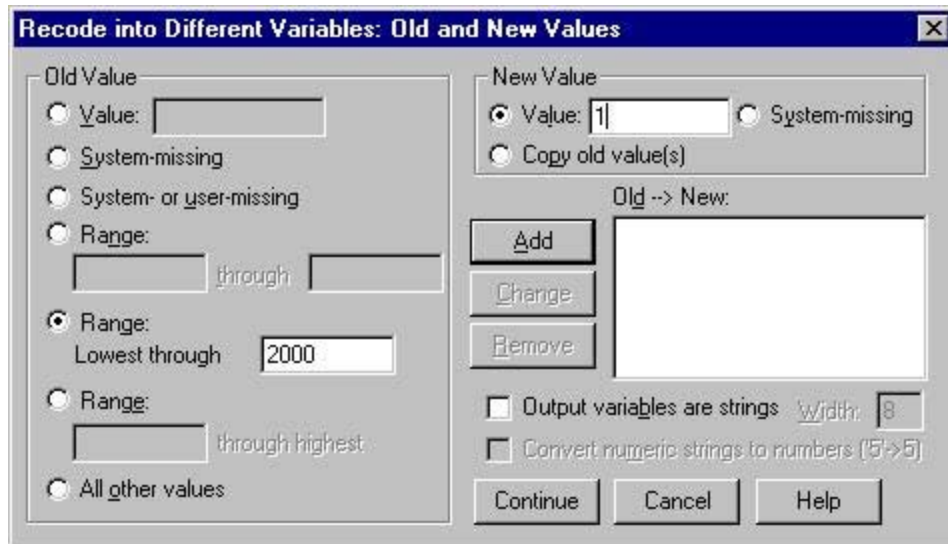 Recode into Different Variables: Old and New Values
Old Value
Value:
System-missing
System- or user-missing
Range:
through
Range:
Lowest through 2000
Range:
through highest
All other values
New Value
Value: 1 System-missing
Copy old value(s)
Old --> New:
Add
Change
Remove
Output variables are strings Width: 8
Convert numeric strings to numbers ('5'->5)
Continue Cancel Help